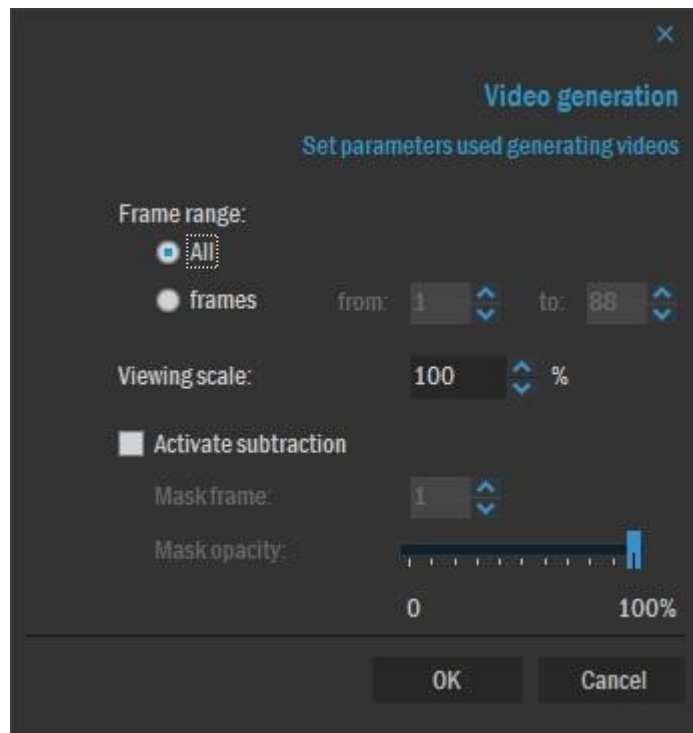 Video generation
Set parameters used generating videos
Frame range:
All
frames from: 1 to: 88
Viewing scale: 100 %
Activate subtraction
Mask frame: 1
Mask opacity:
0 100%
OK Cancel